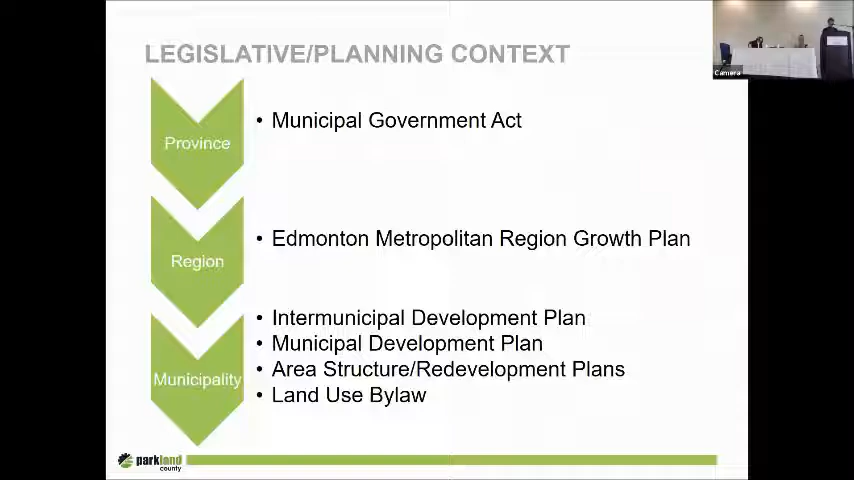 LEGISLATIVE/PLANNING CONTEXT
Province
• Municipal Government Act
Region
• Edmonton Metropolitan Region Growth Plan
Municipality
• Intermunicipal Development Plan
• Municipal Development Plan
• Area Structure/Redevelopment Plans
• Land Use Bylaw
parkland
county
Camera